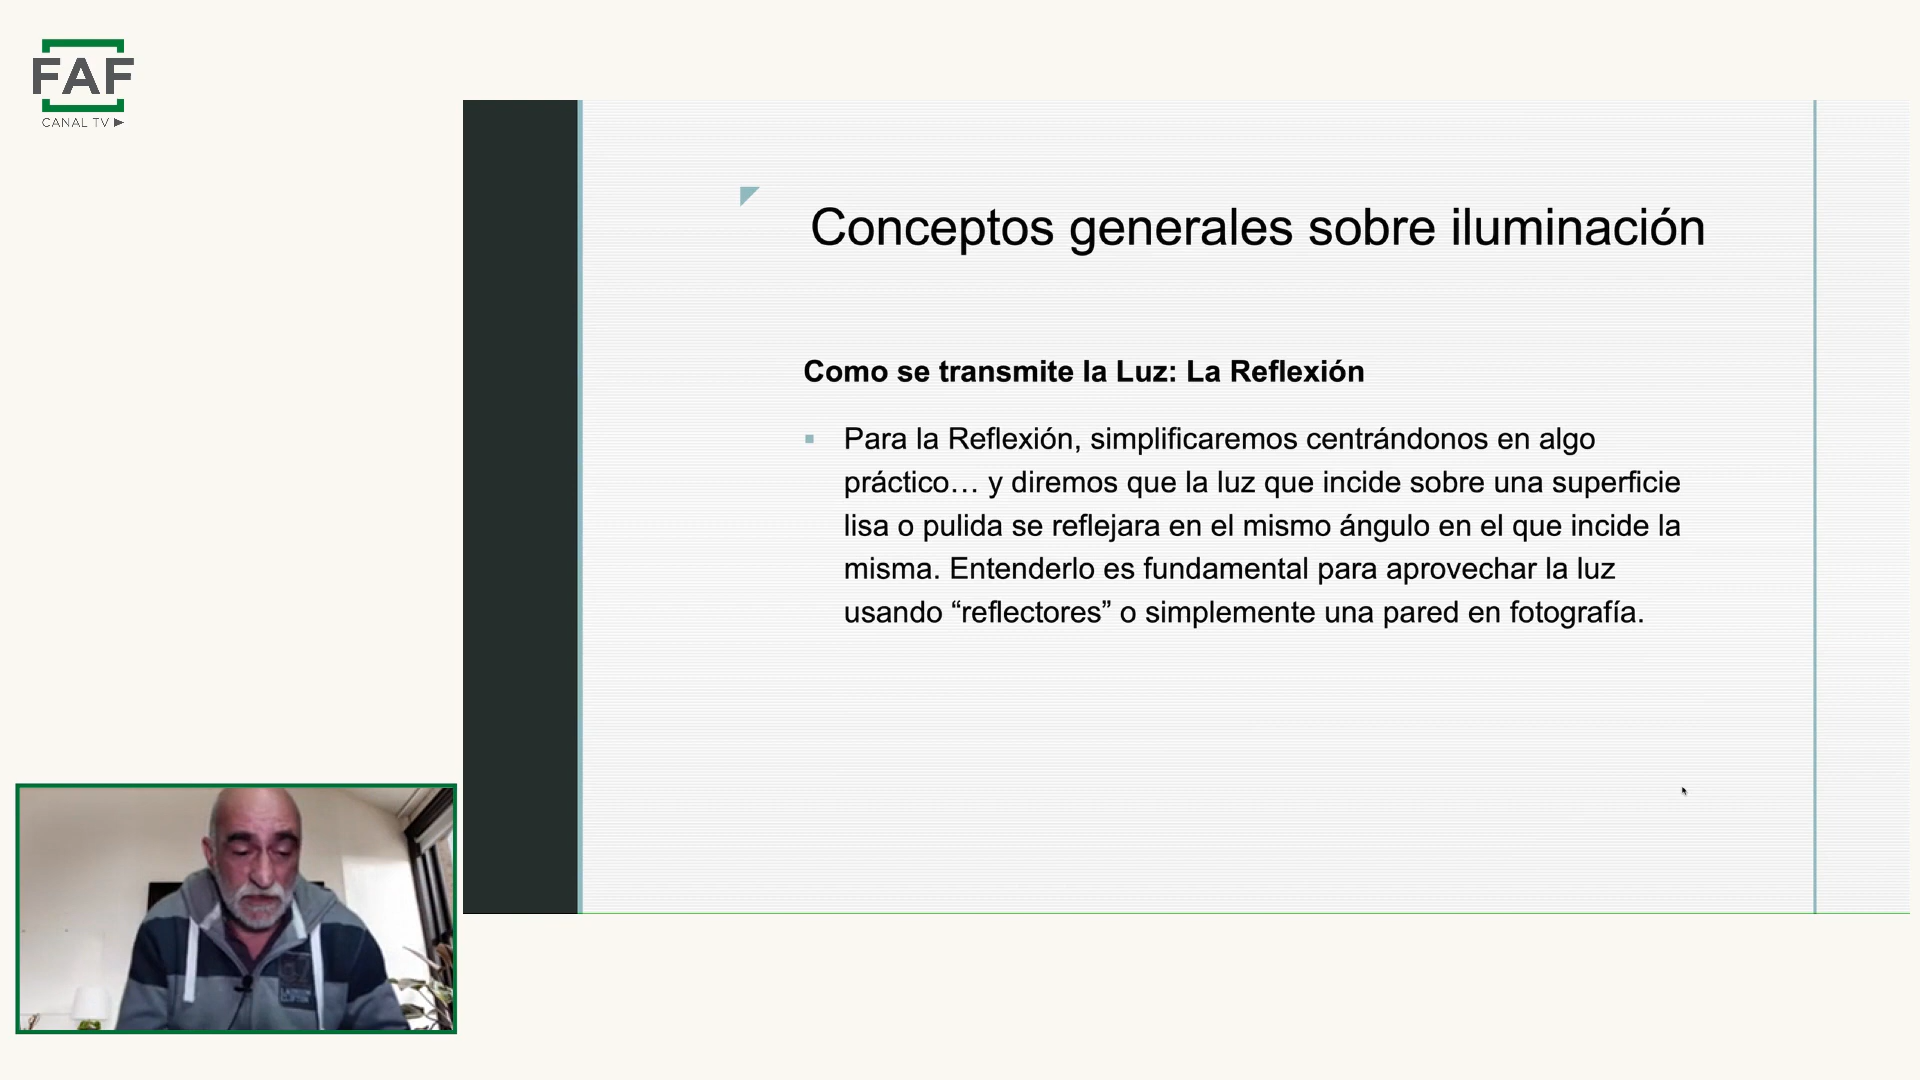 FAF
CANAL TV
Conceptos generales sobre iluminación
Como se transmite la Luz: La Reflexión
Para la Reflexión, simplificaremos centrándonos en algo
práctico… y diremos que la luz que incide sobre una superficie
lisa o pulida se reflejara en el mismo ángulo en el que incide la
misma. Entenderlo es fundamental para aprovechar la luz
usando “reflectores” o simplemente una pared en fotografía.